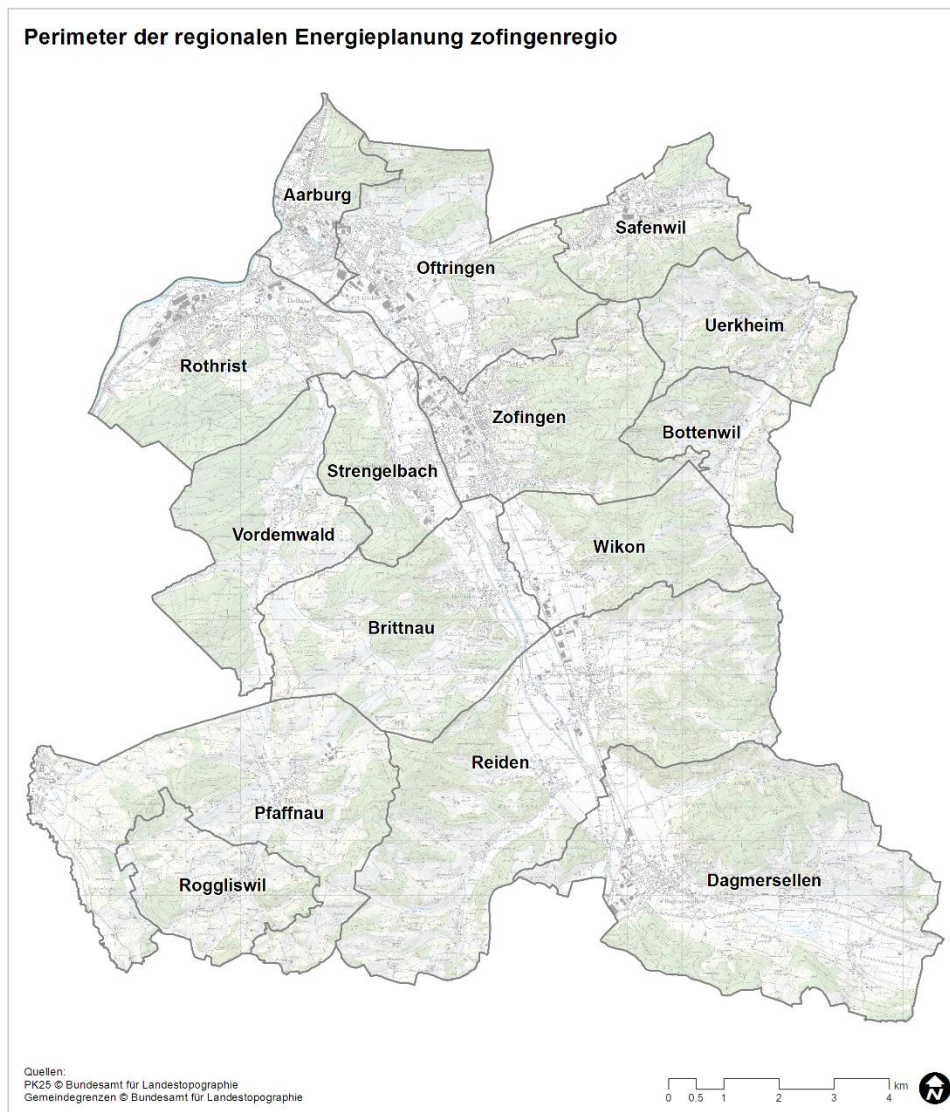 Perimeter der regionalen Energieplanung zofingenregio
Aarburg
Safenwil
Oftringen
Uerkheim
Rothrist
Zofingen
Bottenwil
Strengelbach
Vordemwald
Wikon
Brittnau
Reiden
Pfaffnau
Roggliswil
Dagmersellen
Quellen:
PK25 © Bundesamt für Landestopographie
Gemeindegrenzen © Bundesamt für Landestopographie
km
0 0.5 1 2 3 4
N